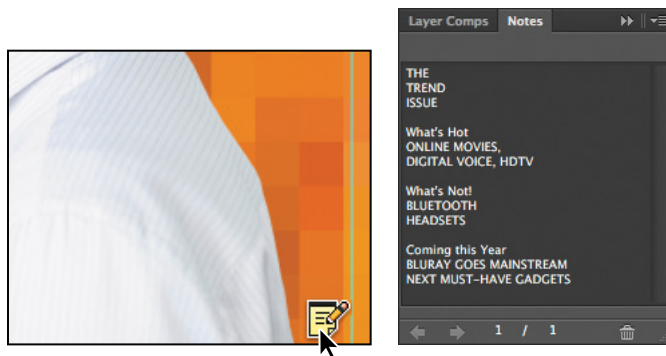 Layer Comps Notes
THE
TREND
ISSUE
What's Hot
ONLINE MOVIES,
DIGITAL VOICE, HDTV
What's Not!
BLUETOOTH
HEADSETS
Coming this Year
BLURAY GOES MAINSTREAM
NEXT MUST-HAVE GADGETS
1 / 1